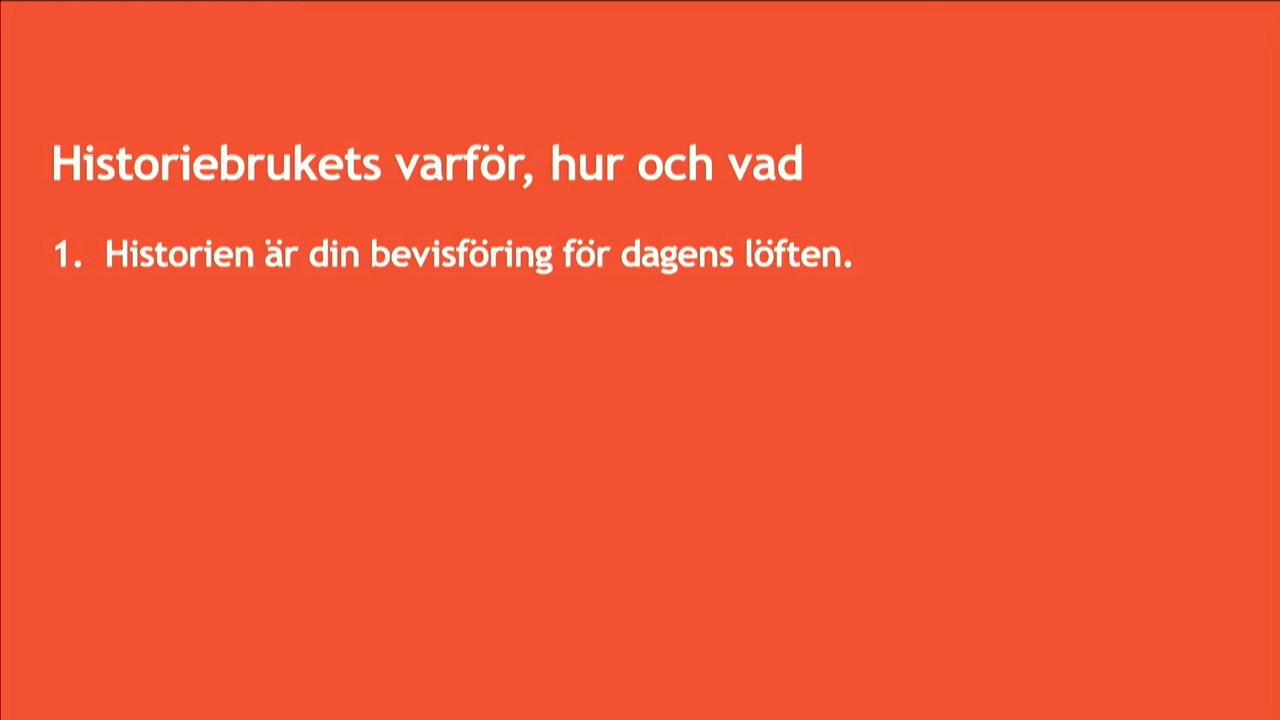 Historiebrukets varför, hur och vad
1. Historien är din bevisföring för dagens löften.